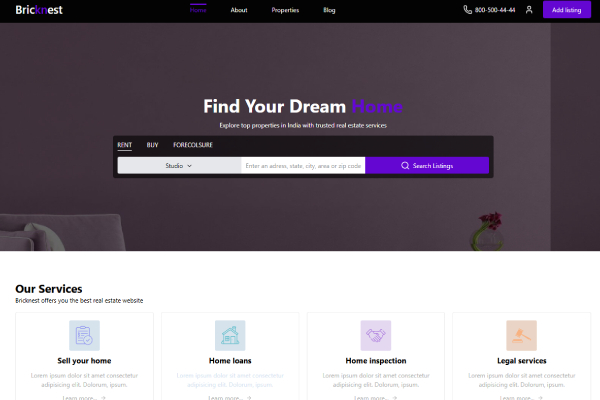 Bricknest
Home About Properties Blog 800-500-44-44 Add listing
Find Your Dream Home
Explore top properties in India with trusted real estate services
RENT BUY FORECOLSURE
Studio Enter an adress, state, city, area or zip code Search Listings
Our Services
Bricknest offers you the best real estate website
Sell your home Home loans Home inspection Legal services
Lorem ipsum dolor sit amet consectetur Lorem ipsum dolor sit amet consectetur Lorem ipsum dolor sit amet consectetur Lorem ipsum dolor sit amet consectetur
adipisicing elit. Dolorum, ipsum. adipisicing elit. Dolorum, ipsum. adipisicing elit. Dolorum, ipsum. adipisicing elit. Dolorum, ipsum.
Learn more... Learn more... Learn more... Learn more...